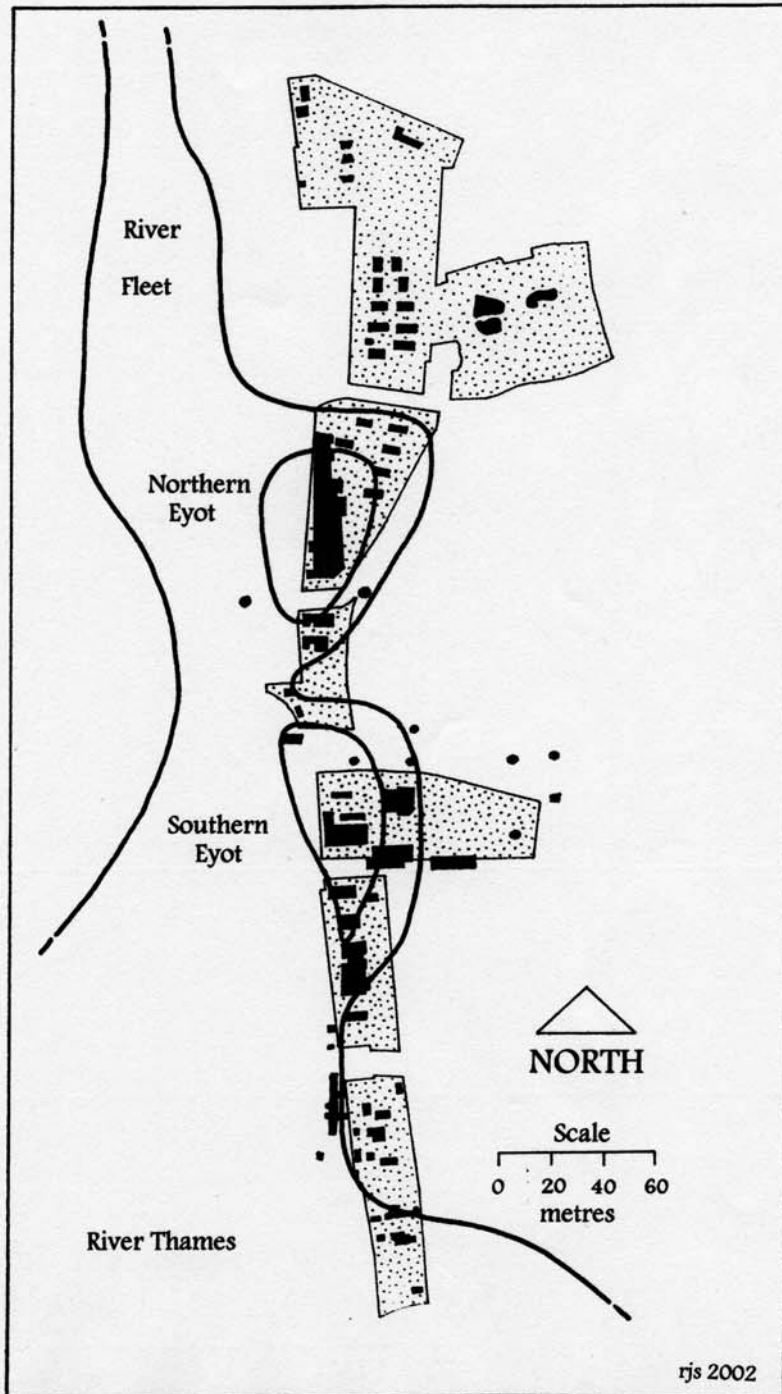 River
Fleet
Northern
Eyot
Southern
Eyot
NORTH
Scale
0 20 40 60
metres
River Thames
rjs 2002